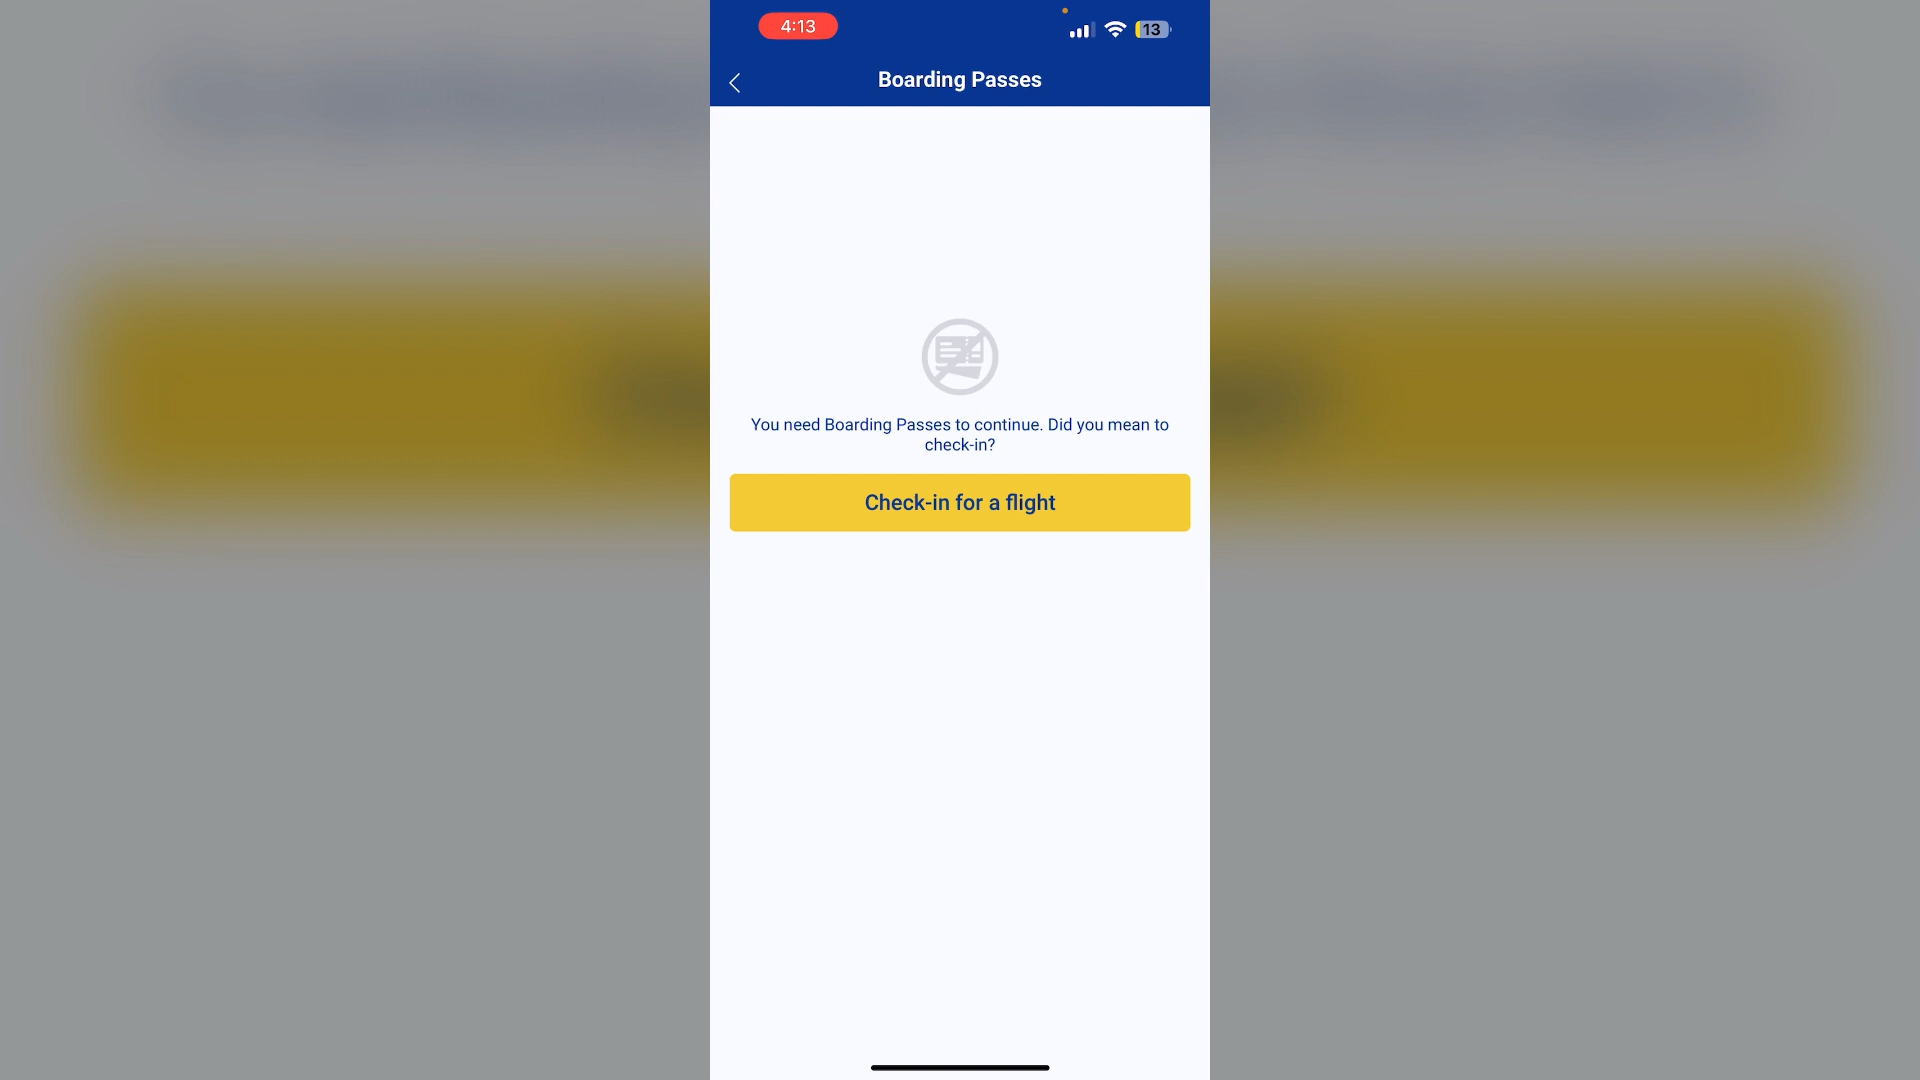 4:13
13
Boarding Passes
You need Boarding Passes to continue. Did you mean to
check-in?
Check-in for a flight